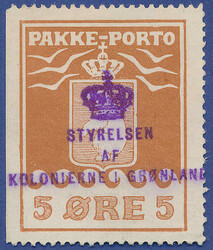 PAKKE-PORTO
STYRELSEN
AF
KOLONIERNE I GRØNLAND
5 ØRE 5